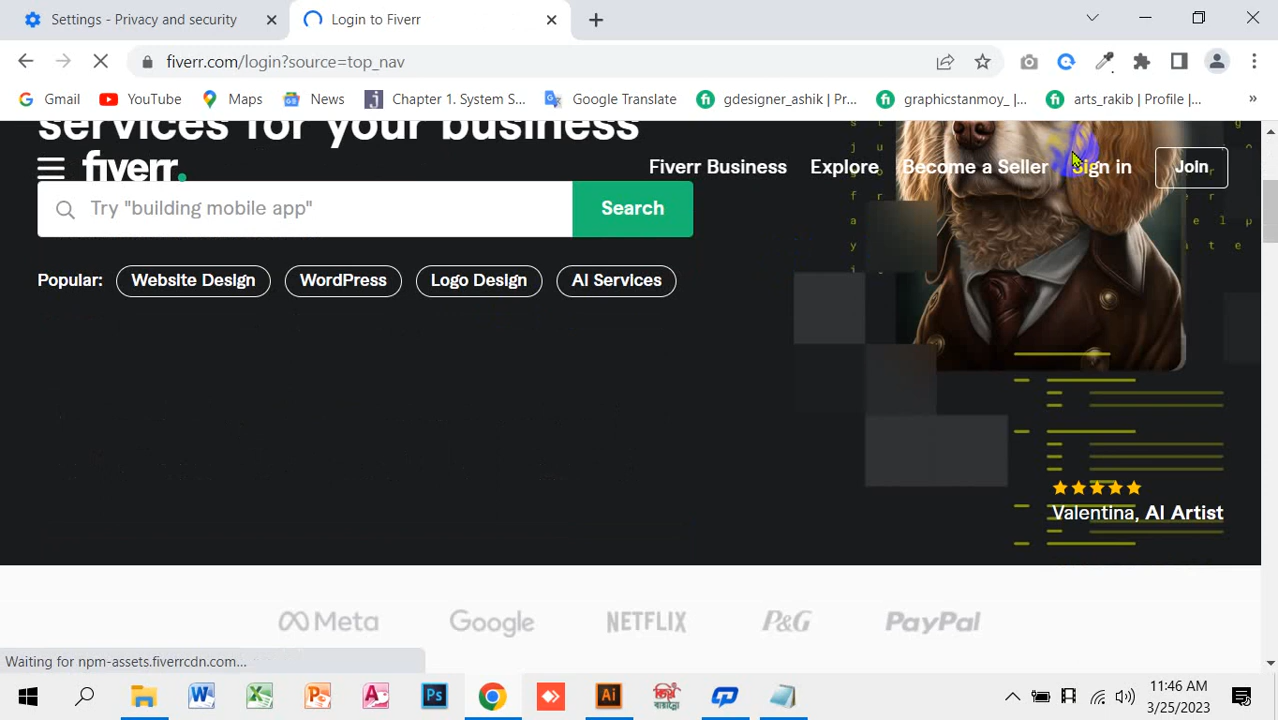 Settings - Privacy and security
Login to Fiverr
fiverr.com/login?source=top_nav
Gmail
YouTube
Maps
News
Chapter 1. System S...
Google Translate
gdesigner_ashik | Pr...
graphicstanmoy_ |...
arts_rakib | Profile |...
»
services for your business
fiverr.
Fiverr Business
Explore
Become a Seller
Sign in
Join
Try "building mobile app"
Search
Popular:
Website Design
WordPress
Logo Design
AI Services
Valentina, AI Artist
Meta
Google
NETFLIX
P&G
PayPal
Waiting for npm-assets.fiverrcdn.com...
11:46 AM
3/25/2023